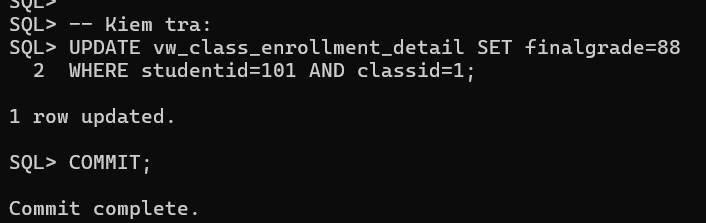 SQL>
SQL> -- Kiem tra:
SQL> UPDATE vw_class_enrollment_detail SET finalgrade=88
  2  WHERE studentid=101 AND classid=1;
1 row updated.
SQL> COMMIT;
Commit complete.